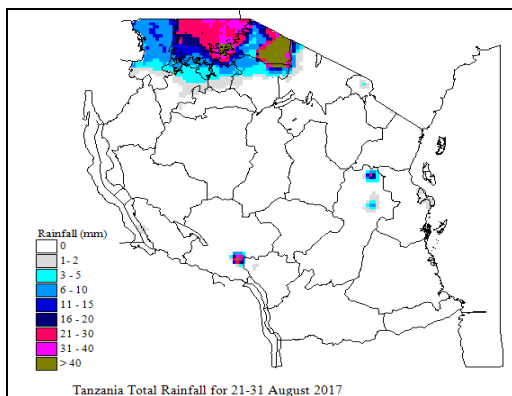 Rainfall (mm)
0
1 - 2
3 - 5
6 - 10
11 - 15
16 - 20
21 - 30
31 - 40
> 40
Tanzania Total Rainfall for 21-31 August 2017